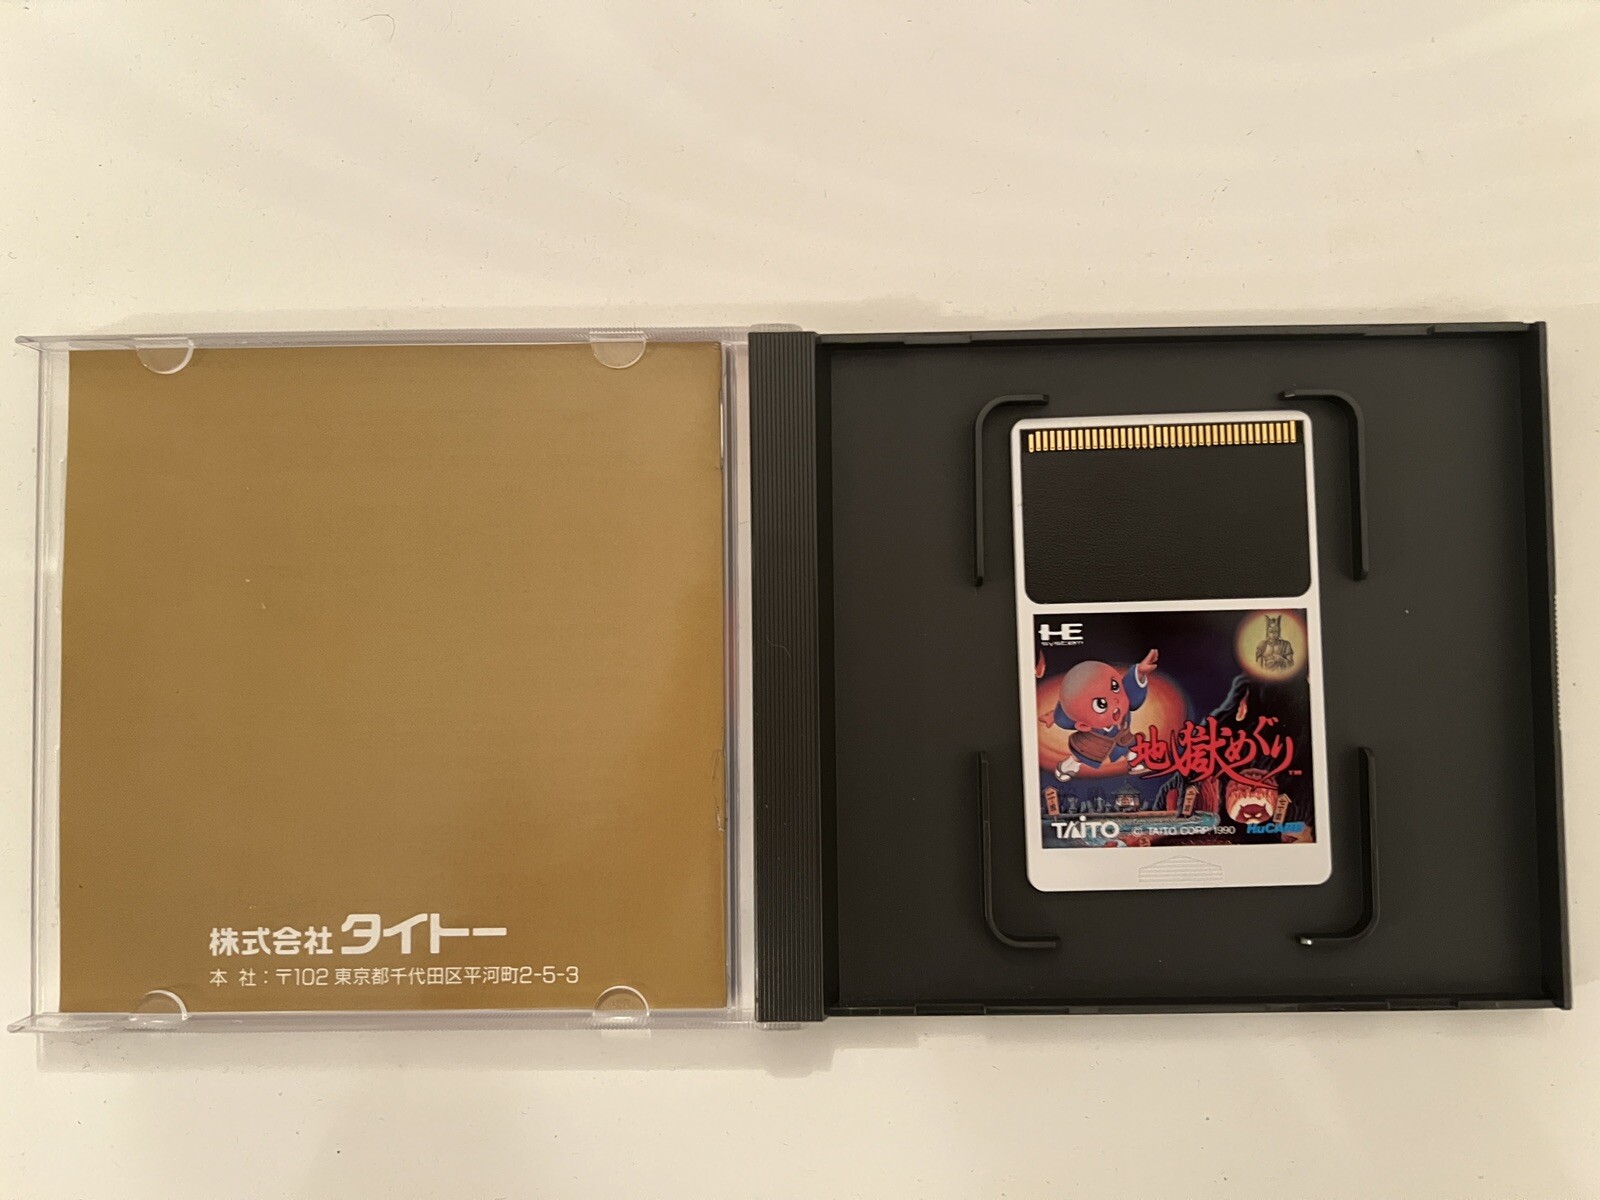 株式会社タイトー
本社:〒102 東京都千代田区平河町2-5-3
HE
system
地獄めぐり
TM
TAITO © TAITO CORP. 1990 HuCARD